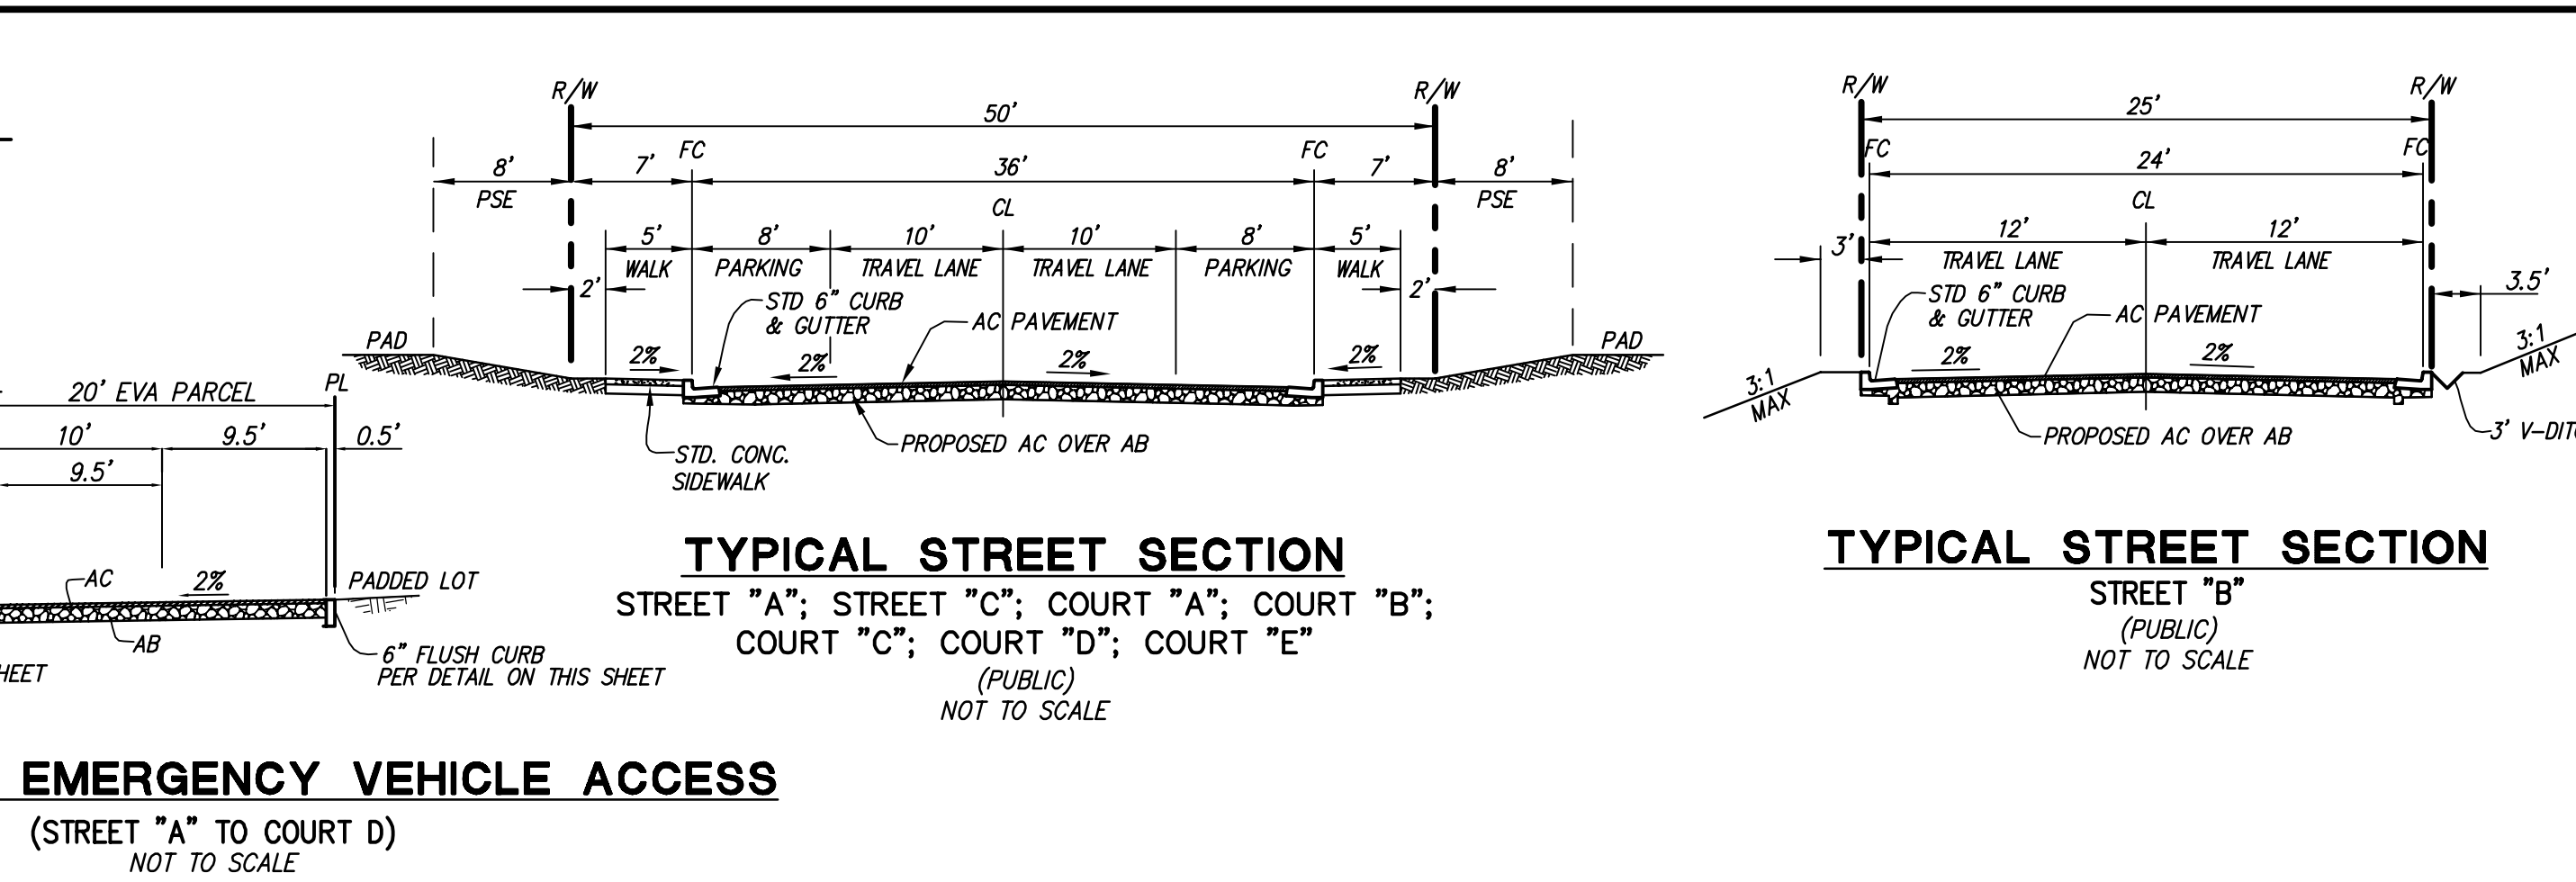 R/W
R/W
50'
8'
PSE
7'
FC
36'
FC
7'
8'
PSE
CL
5'
WALK
8'
PARKING
10'
TRAVEL LANE
10'
TRAVEL LANE
8'
PARKING
5'
WALK
2'
2'
STD 6" CURB
& GUTTER
AC PAVEMENT
PAD
PAD
2%
2%
2%
2%
STD. CONC.
SIDEWALK
PROPOSED AC OVER AB
TYPICAL STREET SECTION
STREET "A"; STREET "C"; COURT "A"; COURT "B";
COURT "C"; COURT "D"; COURT "E"
(PUBLIC)
NOT TO SCALE
R/W
R/W
25'
FC
FC
24'
CL
12'
TRAVEL LANE
12'
TRAVEL LANE
3'
3.5'
STD 6" CURB
& GUTTER
AC PAVEMENT
2%
2%
3:1
MAX
3:1
MAX
PROPOSED AC OVER AB
3' V-DIT
TYPICAL STREET SECTION
STREET "B"
(PUBLIC)
NOT TO SCALE
20' EVA PARCEL
PL
10'
9.5'
0.5'
9.5'
AC
2%
PADDED LOT
AB
6" FLUSH CURB
PER DETAIL ON THIS SHEET
HEET
EMERGENCY VEHICLE ACCESS
(STREET "A" TO COURT D)
NOT TO SCALE